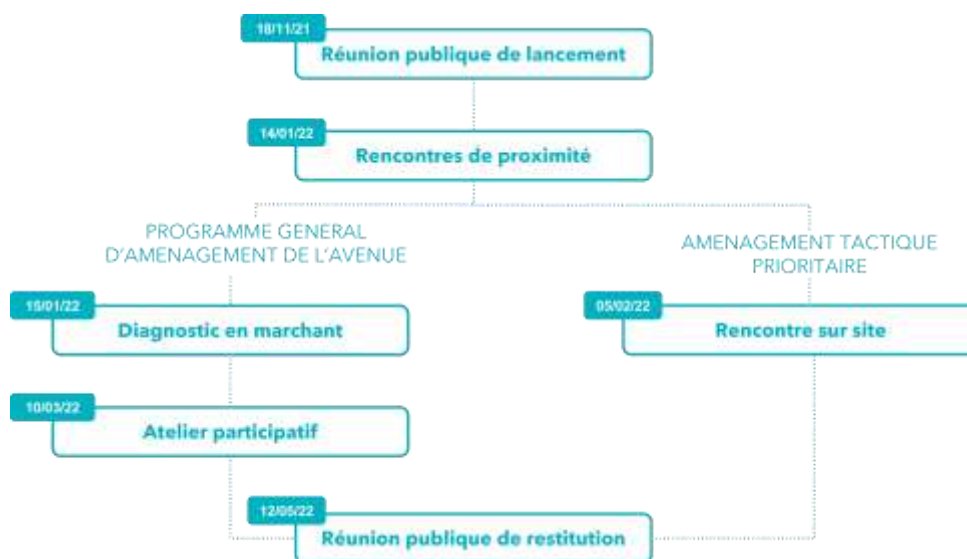 18/11/21
Réunion publique de lancement
14/01/22
Rencontres de proximité
PROGRAMME GENERAL
D'AMENAGEMENT DE L'AVENUE
AMENAGEMENT TACTIQUE
PRIORITAIRE
15/01/22
Diagnostic en marchant
05/02/22
Rencontre sur site
10/03/22
Atelier participatif
12/05/22
Réunion publique de restitution